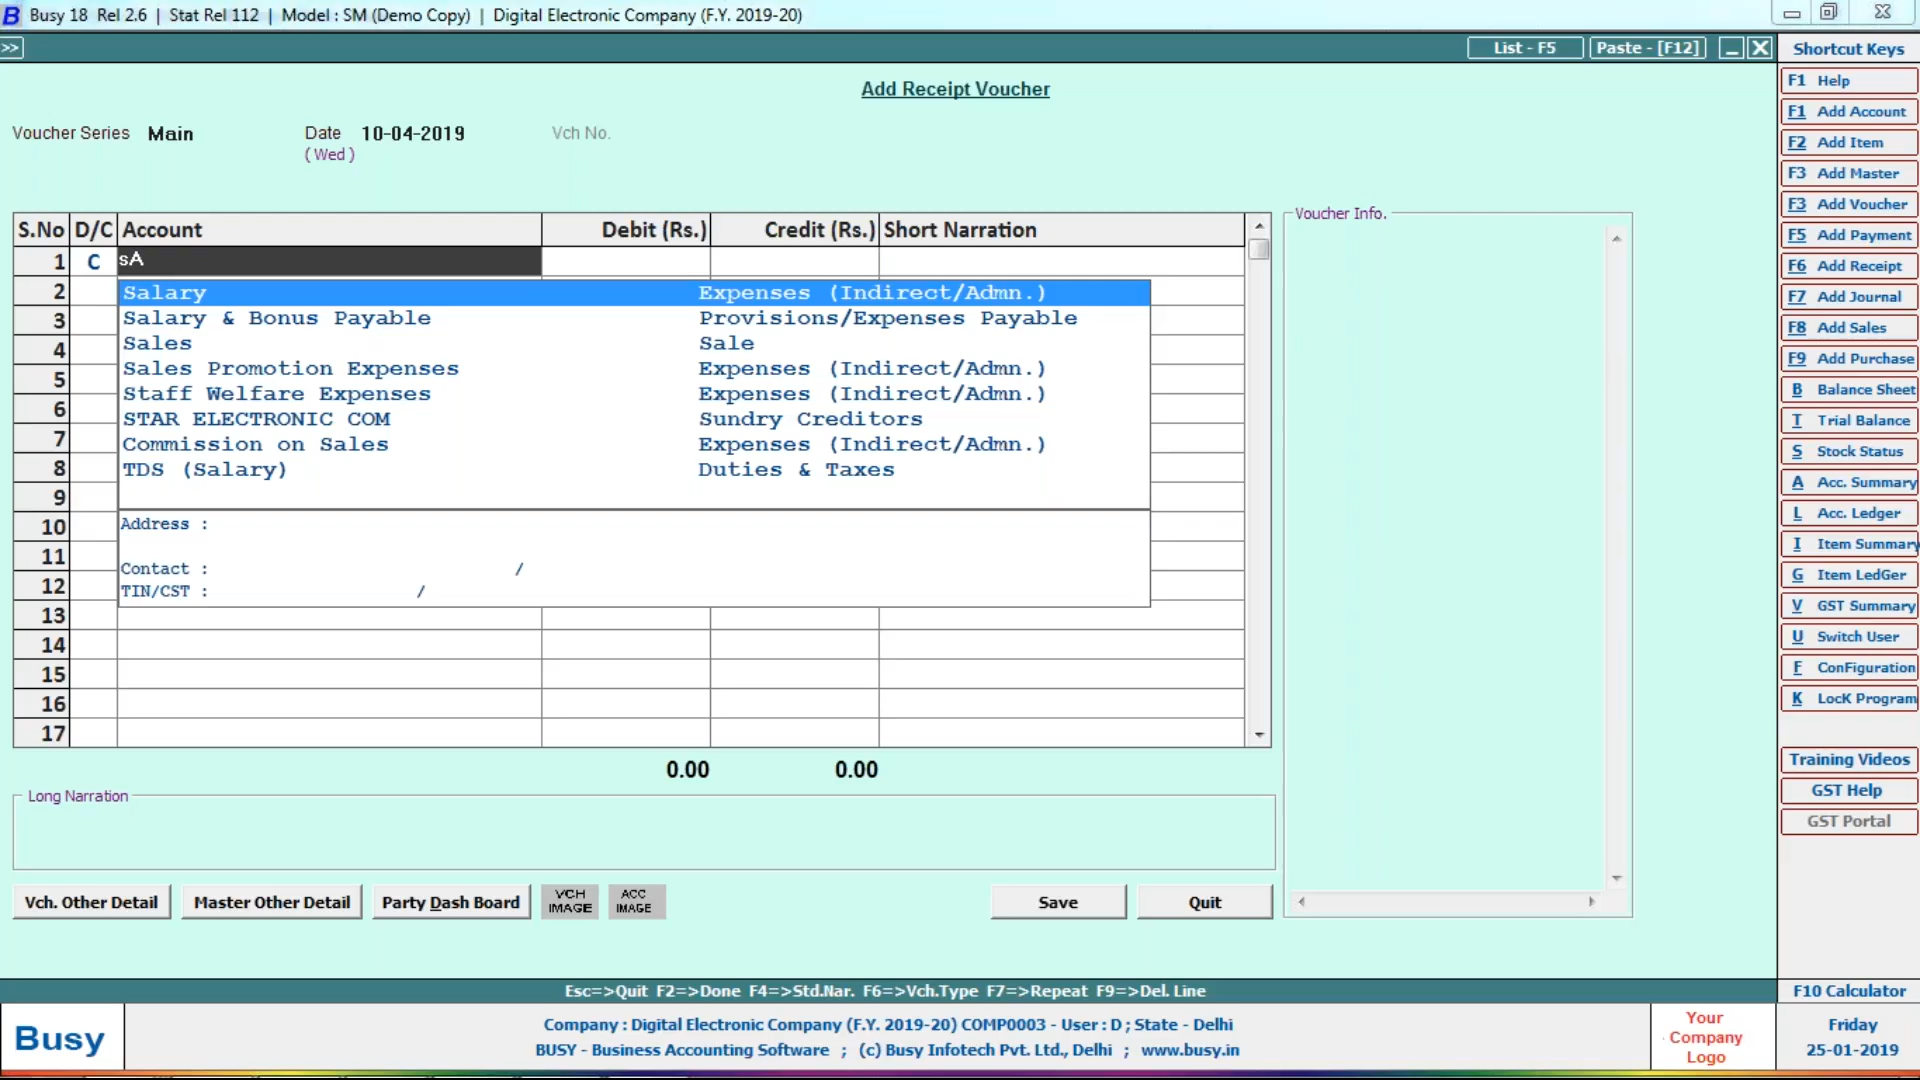 B Busy 18 Rel 2.6 | Stat Rel 112 | Model : SM (Demo Copy) | Digital Electronic Company (F.Y. 2019-20)
>> List - F5 Paste - [F12] Shortcut Keys
Add Receipt Voucher
Voucher Series Main Date 10-04-2019 Vch No.
( Wed )
S.No D/C Account Debit (Rs.) Credit (Rs.) Short Narration
Voucher Info.
1 C sA
2 Salary Expenses (Indirect/Admn.)
3 Salary & Bonus Payable Provisions/Expenses Payable
4 Sales Sale
5 Sales Promotion Expenses Expenses (Indirect/Admn.)
6 Staff Welfare Expenses Expenses (Indirect/Admn.)
STAR ELECTRONIC COM Sundry Creditors
7 Commission on Sales Expenses (Indirect/Admn.)
8 TDS (Salary) Duties & Taxes
9
10 Address :
11 Contact : /
12 TIN/CST : /
13
14
15
16
17
0.00 0.00
Long Narration
Vch. Other Detail Master Other Detail Party Dash Board VCH IMAGE ACC IMAGE Save Quit
F1 Help
F1 Add Account
F2 Add Item
F3 Add Master
F3 Add Voucher
F5 Add Payment
F6 Add Receipt
F7 Add Journal
F8 Add Sales
F9 Add Purchase
B Balance Sheet
T Trial Balance
S Stock Status
A Acc. Summary
L Acc. Ledger
I Item Summary
G Item LedGer
V GST Summary
U Switch User
F ConFiguration
K LocK Program
Training Videos
GST Help
GST Portal
Esc=>Quit F2=>Done F4=>Std.Nar. F6=>Vch.Type F7=>Repeat F9=>Del. Line
F10 Calculator
Busy
Company : Digital Electronic Company (F.Y. 2019-20) COMP0003 - User : D ; State - Delhi
BUSY - Business Accounting Software ; (c) Busy Infotech Pvt. Ltd., Delhi ; www.busy.in
Your
Company
Logo
Friday
25-01-2019